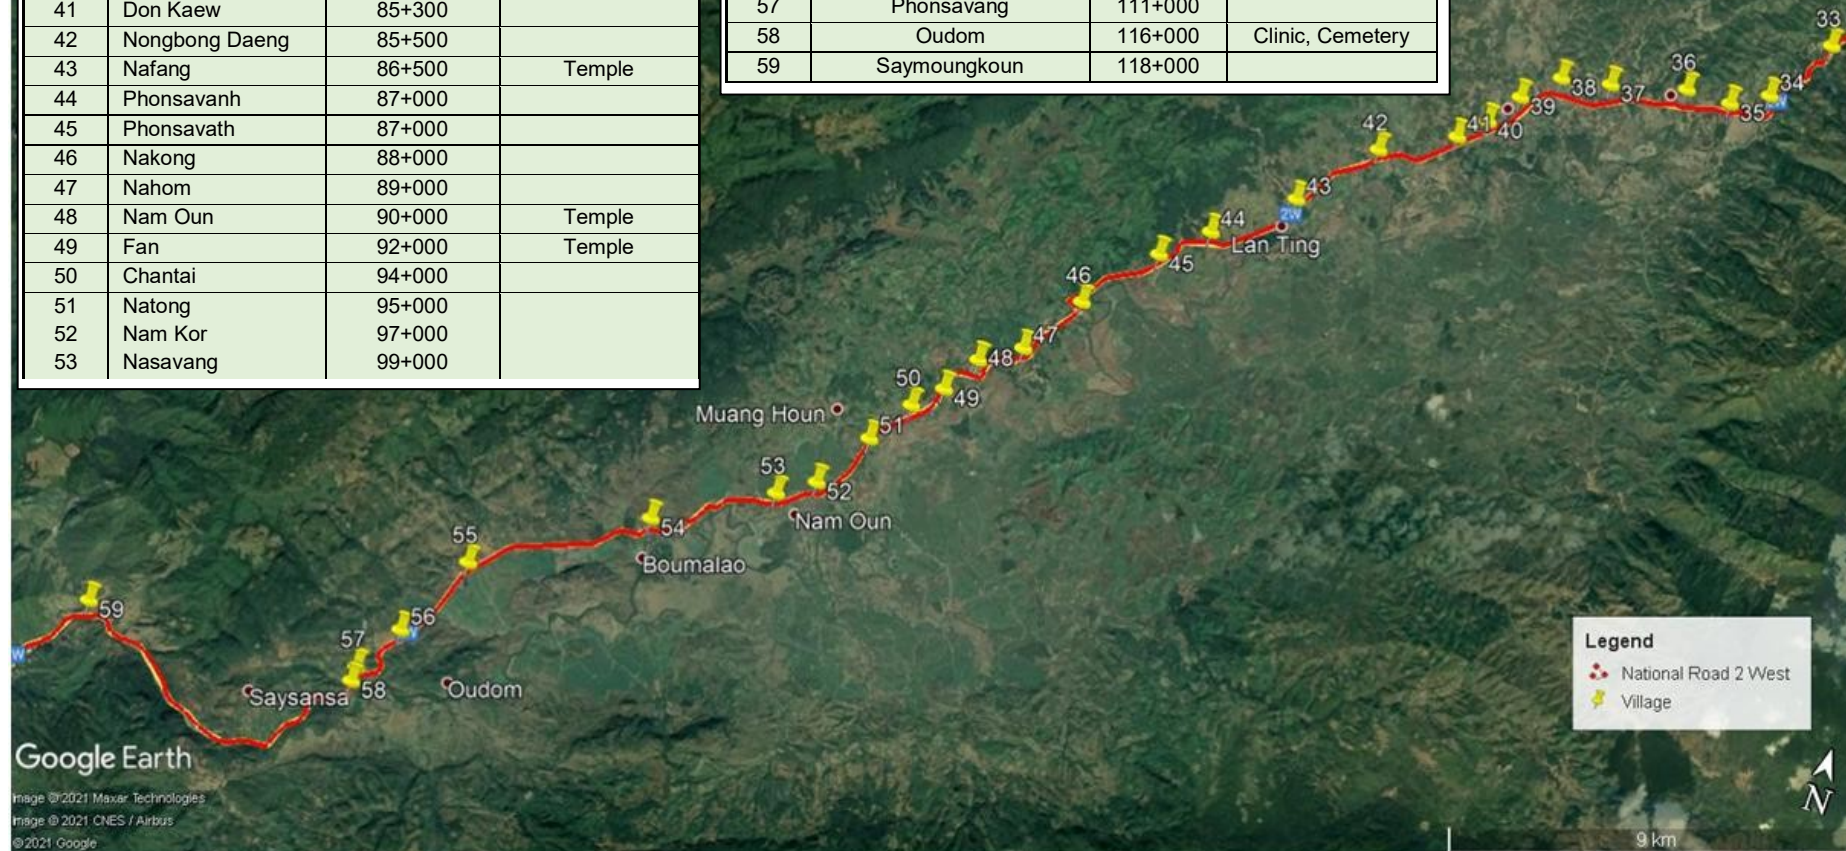 41 Don Kaew 85+300
42 Nongbong Daeng 85+500
43 Nafang 86+500 Temple
44 Phonsavanh 87+000
45 Phonsavath 87+000
46 Nakong 88+000
47 Nahom 89+000
48 Nam Oun 90+000 Temple
49 Fan 92+000 Temple
50 Chantai 94+000
51 Natong 95+000
52 Nam Kor 97+000
53 Nasavang 99+000
57 Phonsavang 111+000
58 Oudom 116+000 Clinic, Cemetery
59 Saymoungkoun 118+000
33
34
35
36
37
38
39
40
41
42
43
2W
Lan Ting
44
45
46
47
48
49
50
Muang Houn
51
52
53
Nam Oun
54
Boumalao
55
56
57
58
Oudom
Saysansa
59
W
Legend
National Road 2 West
Village
N
9 km
Google Earth
Image © 2021 Maxar Technologies
Image © 2021 CNES / Airbus
© 2021 Google